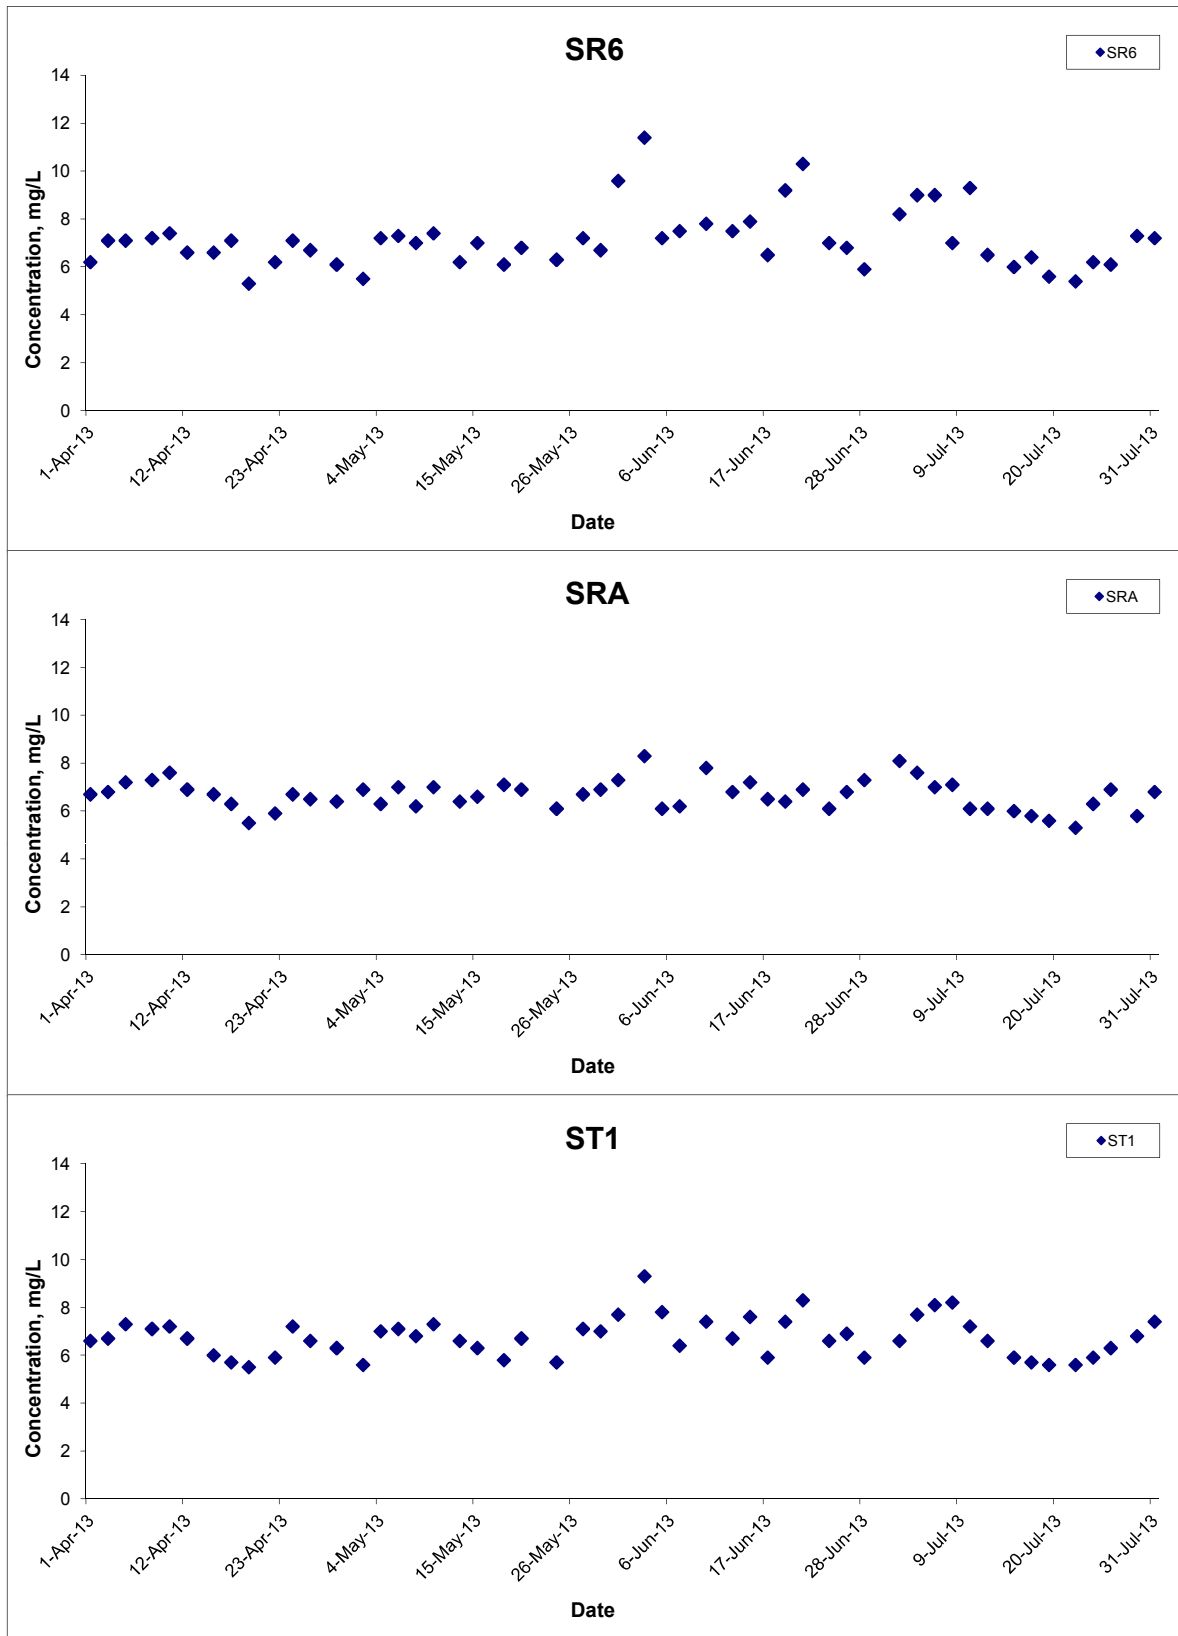 SR6
SR6
14
12
10
8
6
4
2
0
Concentration, mg/L
1-Apr-13
12-Apr-13
23-Apr-13
4-May-13
15-May-13
26-May-13
6-Jun-13
17-Jun-13
28-Jun-13
9-Jul-13
20-Jul-13
31-Jul-13
Date
SRA
SRA
14
12
10
8
6
4
2
0
Concentration, mg/L
1-Apr-13
12-Apr-13
23-Apr-13
4-May-13
15-May-13
26-May-13
6-Jun-13
17-Jun-13
28-Jun-13
9-Jul-13
20-Jul-13
31-Jul-13
Date
ST1
ST1
14
12
10
8
6
4
2
0
Concentration, mg/L
1-Apr-13
12-Apr-13
23-Apr-13
4-May-13
15-May-13
26-May-13
6-Jun-13
17-Jun-13
28-Jun-13
9-Jul-13
20-Jul-13
31-Jul-13
Date